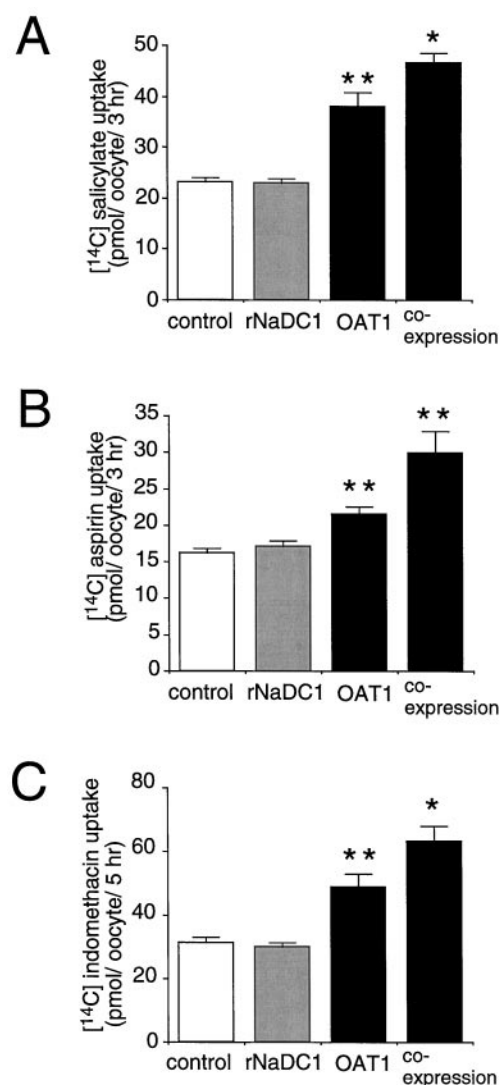 A
[¹⁴C] salicylate uptake
(pmol/ oocyte/ 3 hr)
50
40
30
20
10
0
* *
*
control
rNaDC1
OAT1
co-
expression
B
[¹⁴C] aspirin uptake
(pmol/ oocyte/ 3 hr)
35
30
25
20
15
10
5
0
* *
* *
control
rNaDC1
OAT1
co-
expression
C
[¹⁴C] indomethacin uptake
(pmol/ oocyte/ 5 hr)
80
60
40
20
0
* *
*
control
rNaDC1
OAT1
co-
expression